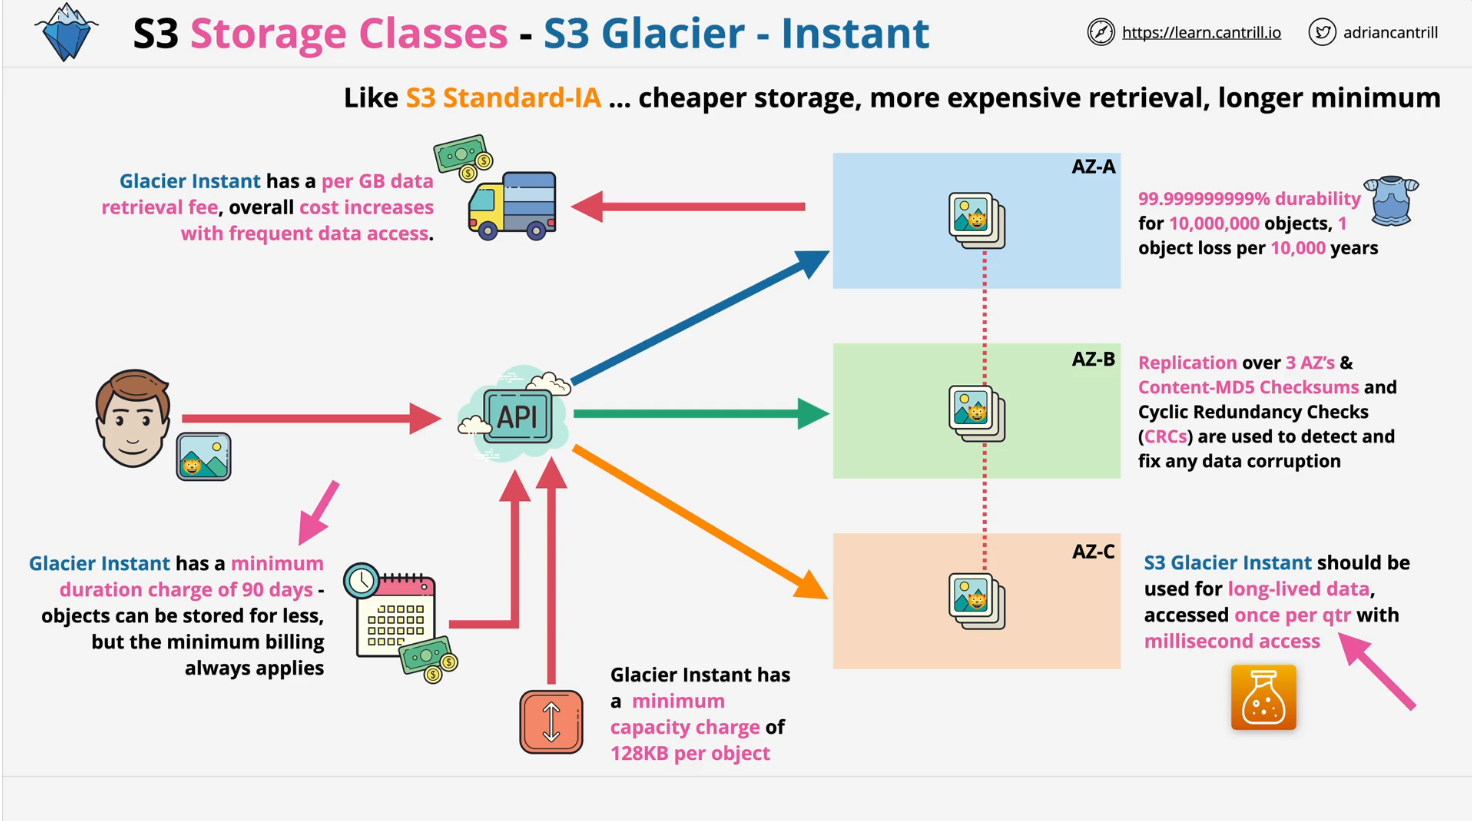 S3 Storage Classes - S3 Glacier - Instant
https://learn.cantrill.io
adriancantrill
Like S3 Standard-IA ... cheaper storage, more expensive retrieval, longer minimum
Glacier Instant has a per GB data
retrieval fee, overall cost increases
with frequent data access.
AZ-A
99.999999999% durability
for 10,000,000 objects, 1
object loss per 10,000 years
API
AZ-B
Replication over 3 AZ's &
Content-MD5 Checksums and
Cyclic Redundancy Checks
(CRCs) are used to detect and
fix any data corruption
Glacier Instant has a minimum
duration charge of 90 days -
objects can be stored for less,
but the minimum billing
always applies
Glacier Instant has
a minimum
capacity charge of
128KB per object
AZ-C
S3 Glacier Instant should be
used for long-lived data,
accessed once per qtr with
millisecond access